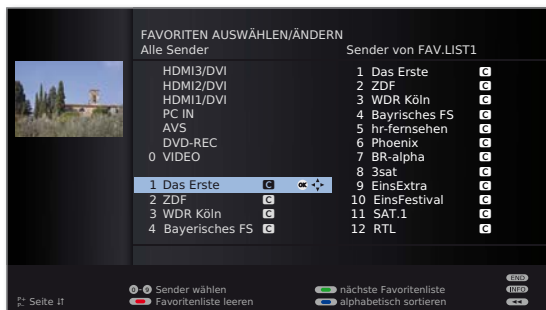 FAVORITEN AUSWÄHLEN/ÄNDERN
Alle Sender
HDMI3/DVI
HDMI2/DVI
HDMI1/DVI
PC IN
AVS
DVD-REC
0 VIDEO
1 Das Erste C OK
2 ZDF C
3 WDR Köln C
4 Bayerisches FS C
Sender von FAV.LIST1
1 Das Erste C
2 ZDF C
3 WDR Köln C
4 Bayrisches FS C
5 hr-fernsehen C
6 Phoenix C
7 BR-alpha C
8 3sat C
9 EinsExtra C
10 EinsFestival C
11 SAT.1 C
12 RTL C
P+
P- Seite
0-9 Sender wählen
Favoritenliste leeren
nächste Favoritenliste
alphabetisch sortieren
END
INFO